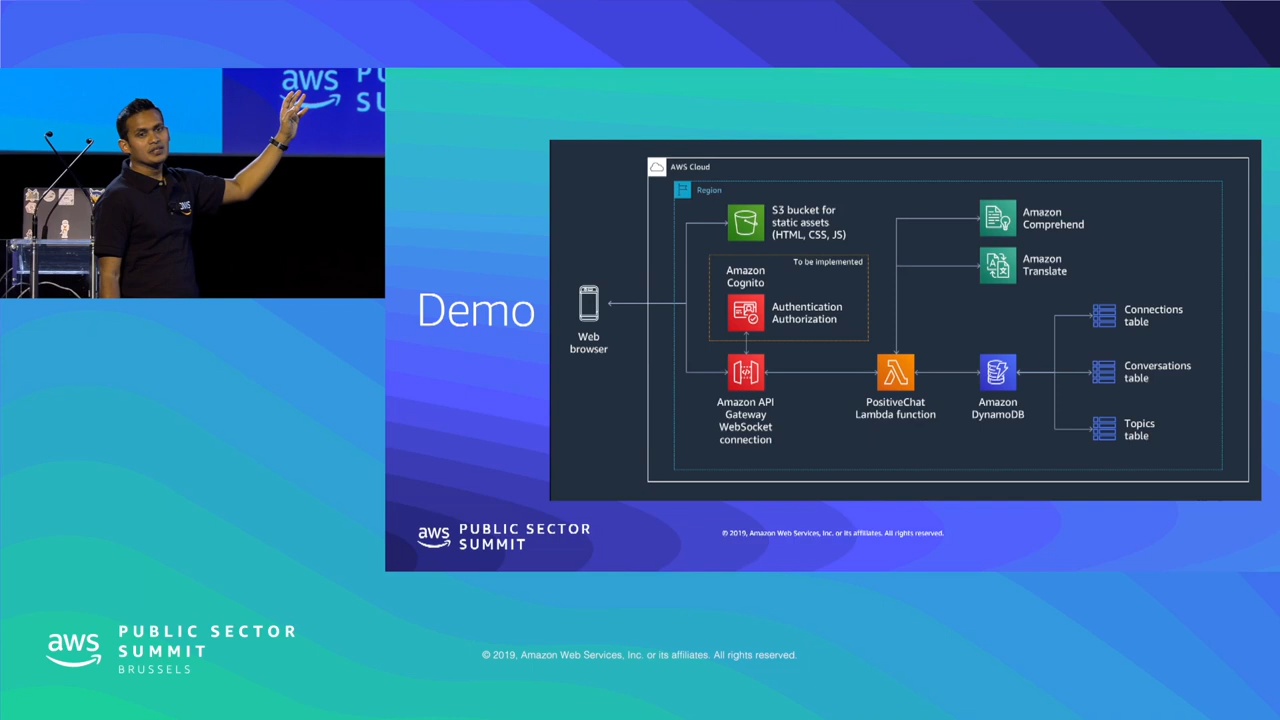 aws
PU
SU
aws
Demo
AWS Cloud
Region
S3 bucket for
static assets
(HTML, CSS, JS)
To be implemented
Amazon
Cognito
Authentication
Authorization
Web
browser
Amazon API
Gateway
WebSocket
connection
PositiveChat
Lambda function
Amazon
Comprehend
Amazon
Translate
Amazon
DynamoDB
Connections
table
Conversations
table
Topics
table
aws
PUBLIC SECTOR
SUMMIT
© 2019, Amazon Web Services, Inc. or its affiliates. All rights reserved.
aws
PUBLIC SECTOR
SUMMIT
BRUSSELS
© 2019, Amazon Web Services, Inc. or its affiliates. All rights reserved.